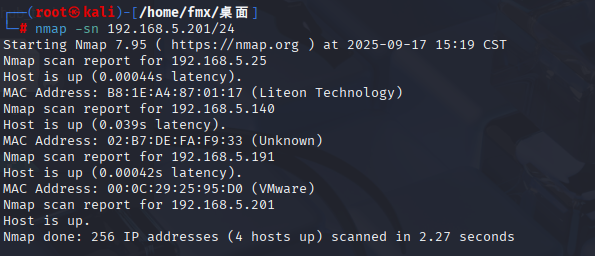 ┌──(root㉿kali)-[/home/fmx/桌面]
└─# nmap -sn 192.168.5.201/24
Starting Nmap 7.95 ( https://nmap.org ) at 2025-09-17 15:19 CST
Nmap scan report for 192.168.5.25
Host is up (0.00044s latency).
MAC Address: B8:1E:A4:87:01:17 (Liteon Technology)
Nmap scan report for 192.168.5.140
Host is up (0.039s latency).
MAC Address: 02:B7:DE:FA:F9:33 (Unknown)
Nmap scan report for 192.168.5.191
Host is up (0.00042s latency).
MAC Address: 00:0C:29:25:95:D0 (VMware)
Nmap scan report for 192.168.5.201
Host is up.
Nmap done: 256 IP addresses (4 hosts up) scanned in 2.27 seconds